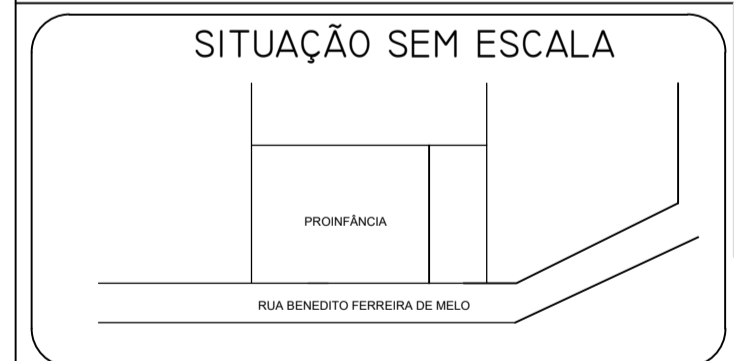 SITUAÇÃO SEM ESCALA
PROINFÂNCIA
RUA BENEDITO FERREIRA DE MELO